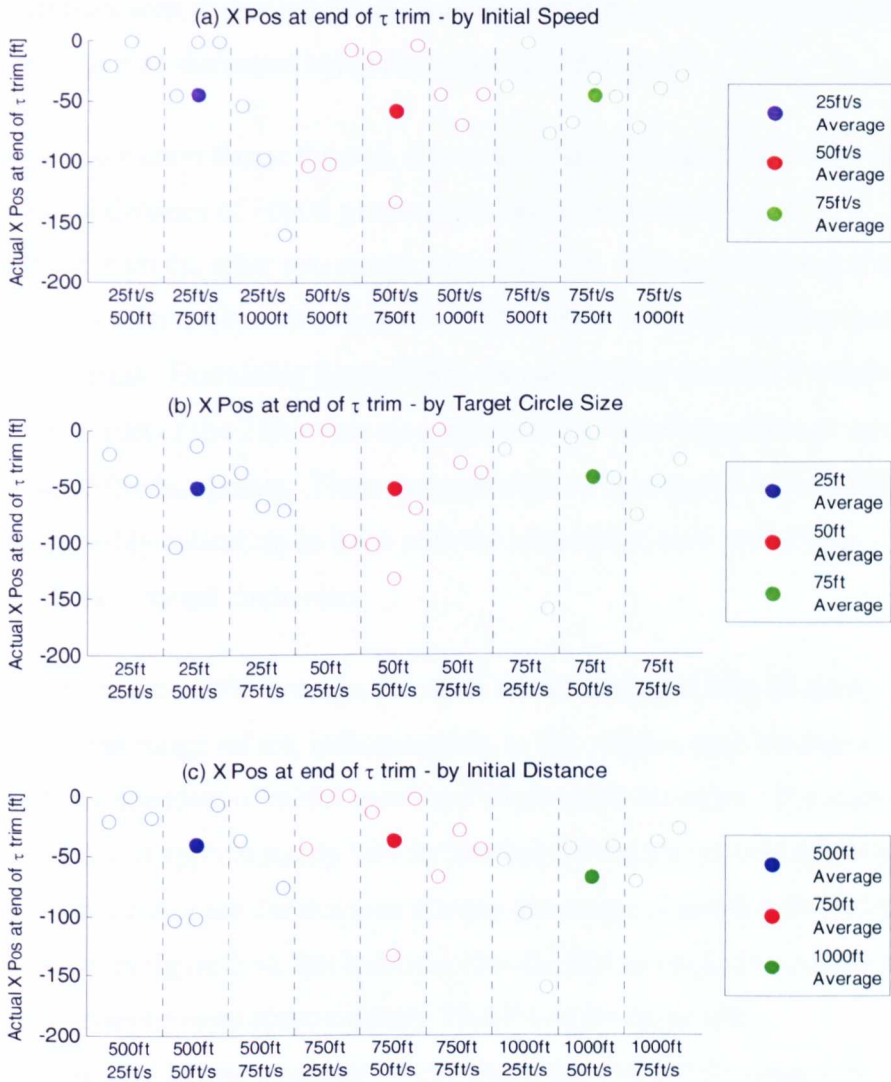 (a) X Pos at end of τ trim - by Initial Speed
Actual X Pos at end of τ trim [ft]
0
-50
-100
-150
-200
25ft/s 25ft/s 25ft/s 50ft/s 50ft/s 50ft/s 75ft/s 75ft/s 75ft/s
500ft 750ft 1000ft 500ft 750ft 1000ft 500ft 750ft 1000ft
25ft/s
Average
50ft/s
Average
75ft/s
Average
(b) X Pos at end of τ trim - by Target Circle Size
Actual X Pos at end of τ trim [ft]
0
-50
-100
-150
-200
25ft 25ft 25ft 50ft 50ft 50ft 75ft 75ft 75ft
25ft/s 50ft/s 75ft/s 25ft/s 50ft/s 75ft/s 25ft/s 50ft/s 75ft/s
25ft
Average
50ft
Average
75ft
Average
(c) X Pos at end of τ trim - by Initial Distance
Actual X Pos at end of τ trim [ft]
0
-50
-100
-150
-200
500ft 500ft 500ft 750ft 750ft 750ft 1000ft 1000ft 1000ft
25ft/s 50ft/s 75ft/s 25ft/s 50ft/s 75ft/s 25ft/s 50ft/s 75ft/s
500ft
Average
750ft
Average
1000ft
Average